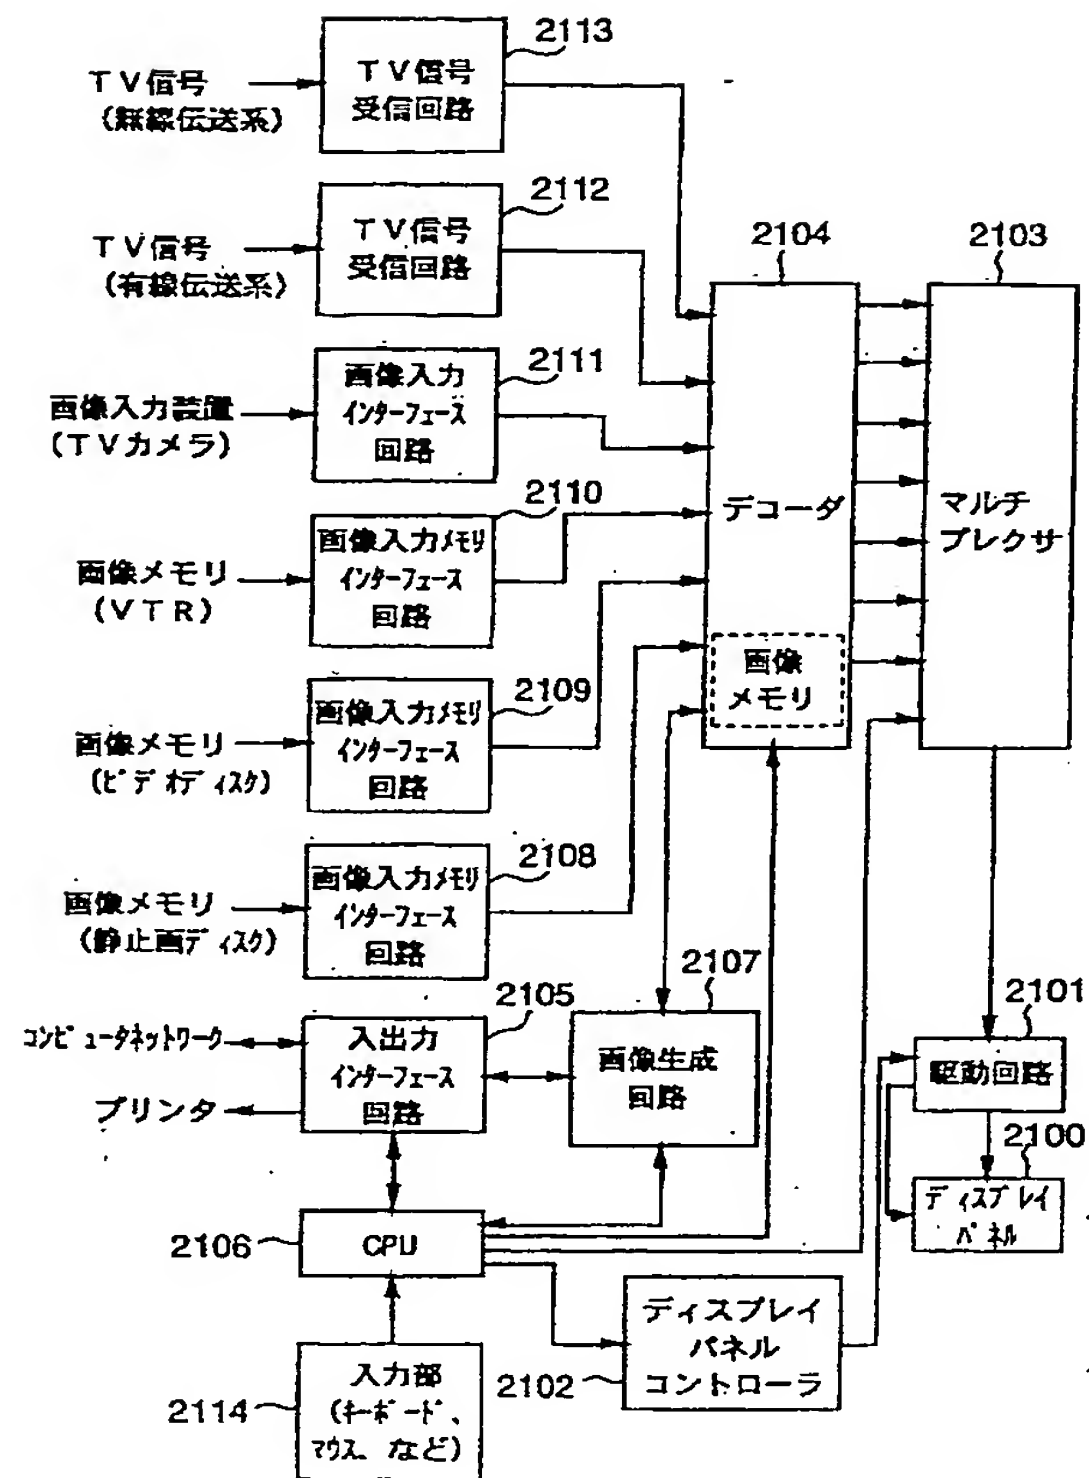 2113
TV信号
受信回路
TV信号
(無線伝送系)
2112
TV信号
受信回路
TV信号
(有線伝送系)
2104
2103
2111
画像入力
インターフェース
回路
画像入力装置
(TVカメラ)
2110
画像入力メモリ
インターフェース
回路
画像メモリ
(VTR)
デコーダ
マルチ
プレクサ
画像
メモリ
2109
画像入力メモリ
インターフェース
回路
画像メモリ
(ビデオディスク)
2108
画像入力メモリ
インターフェース
回路
画像メモリ
(静止画ディスク)
2107
画像生成
回路
2105
入出力
インターフェース
回路
コンピュータネットワーク
プリンタ
2101
駆動回路
2100
ディスプレイ
パネル
2106
CPU
ディスプレイ
パネル
コントローラ
2102
2114
入力部
(キーボード、
マウス、など)